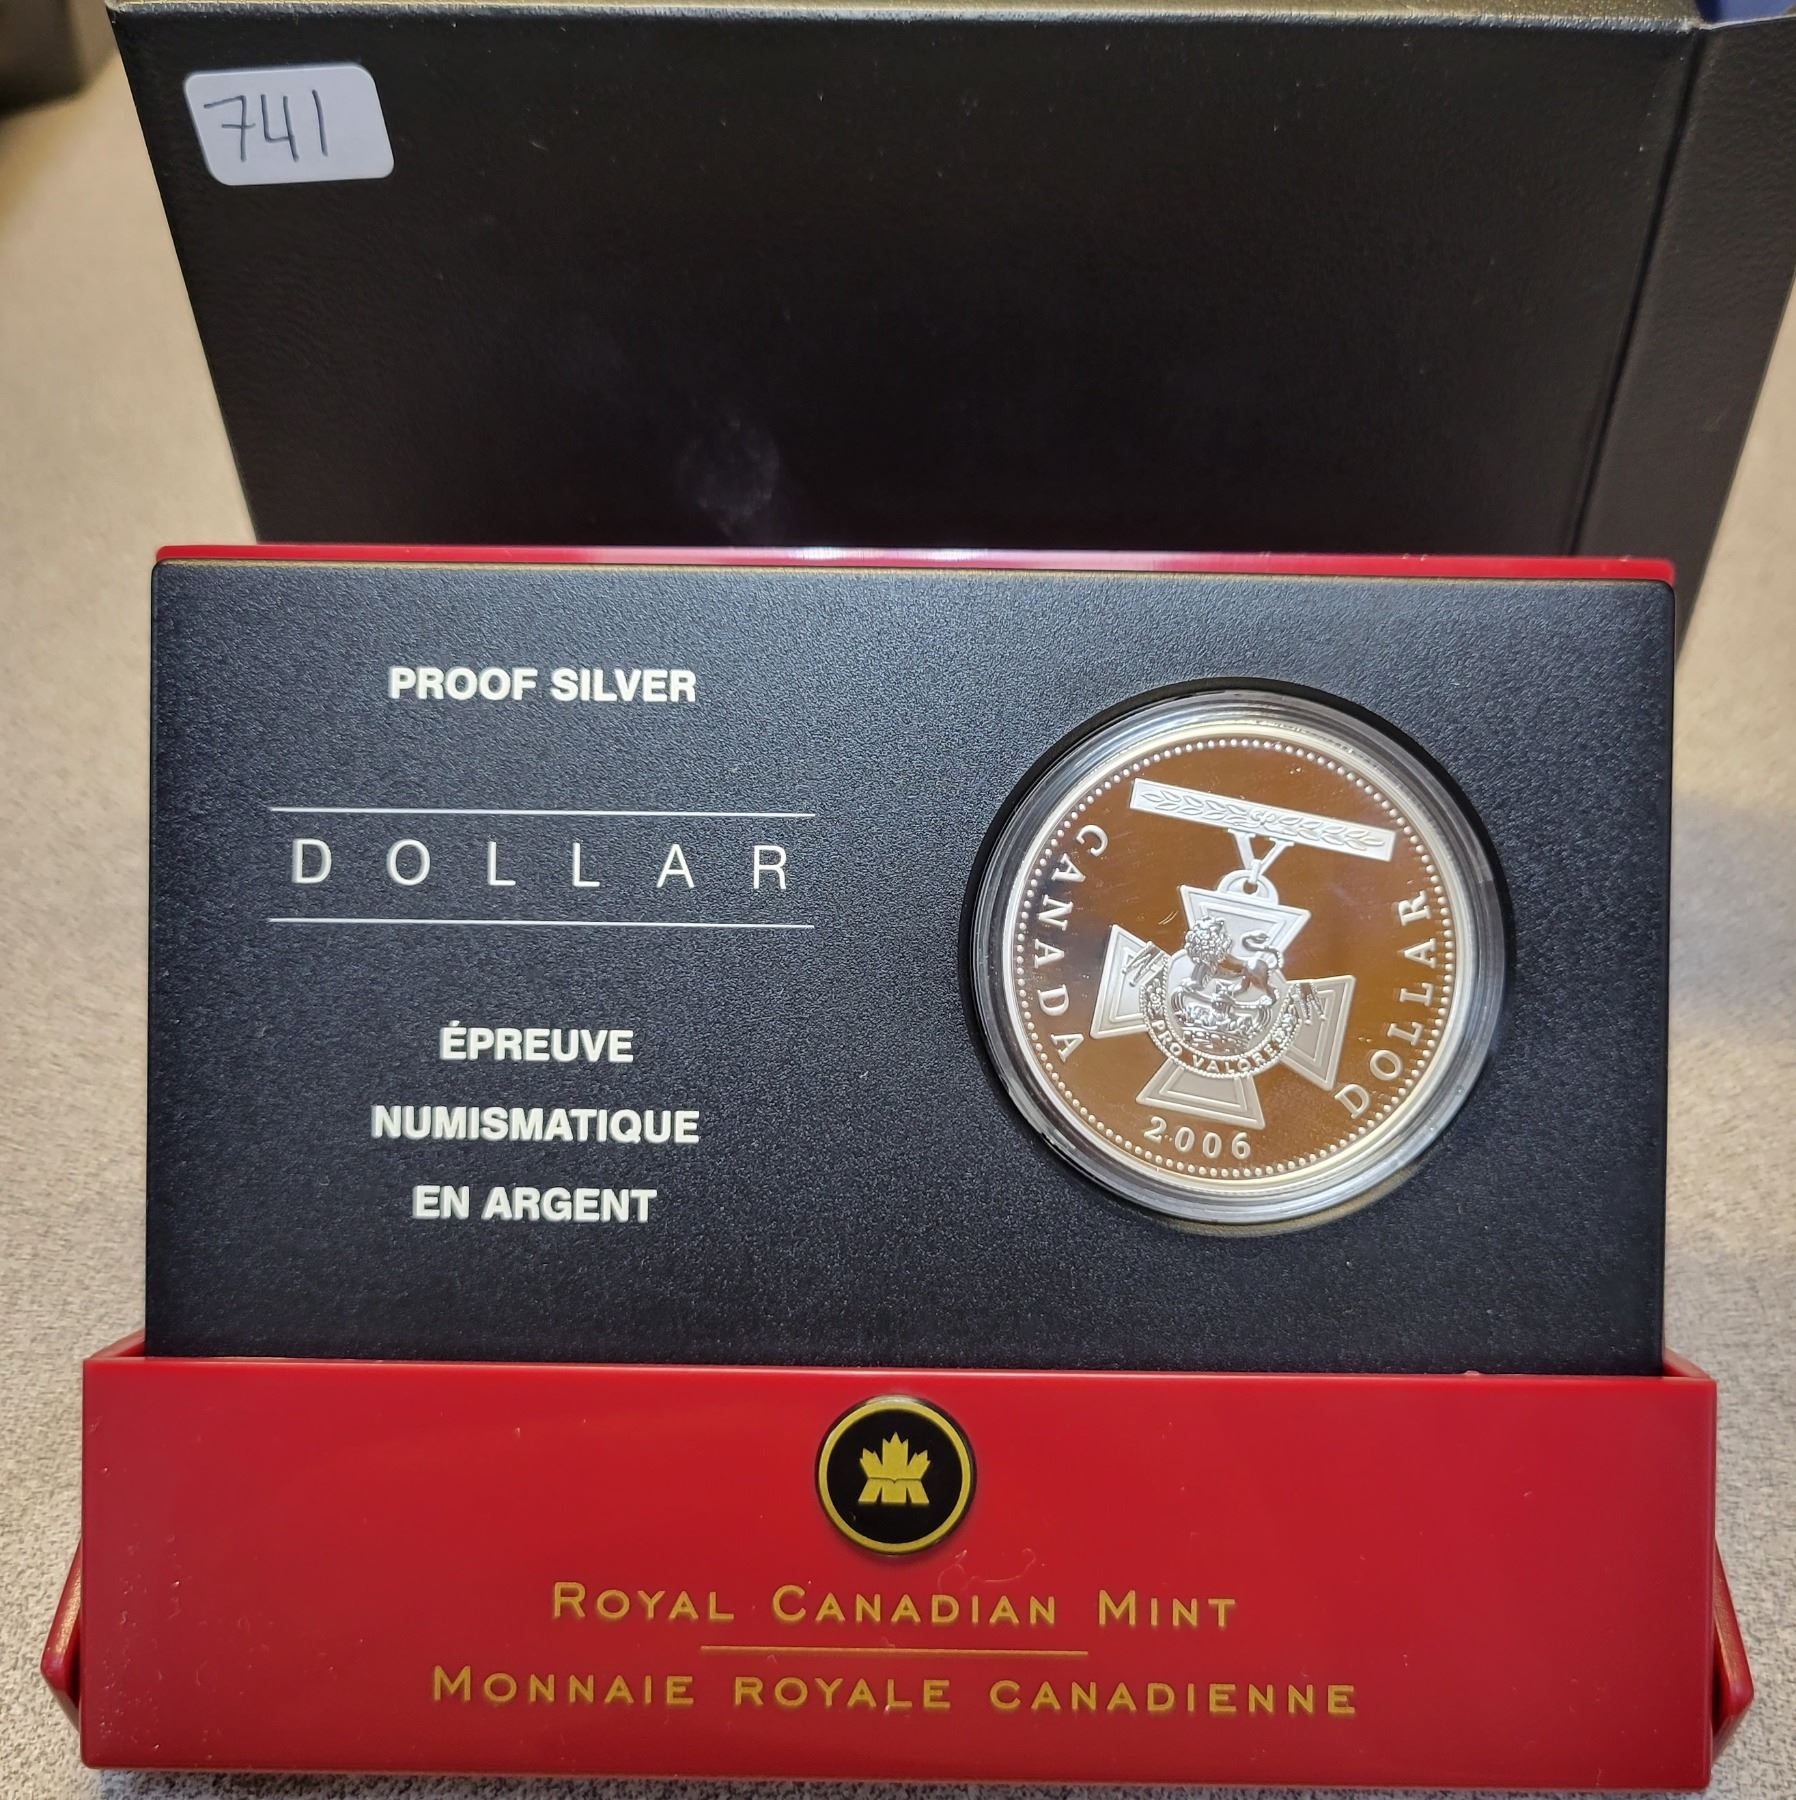 741
PROOF SILVER
DOLLAR
ÉPREUVE
NUMISMATIQUE
EN ARGENT
CANADA
DOLLAR
PRO VALORE
2006
ROYAL CANADIAN MINT
MONNAIE ROYALE CANADIENNE